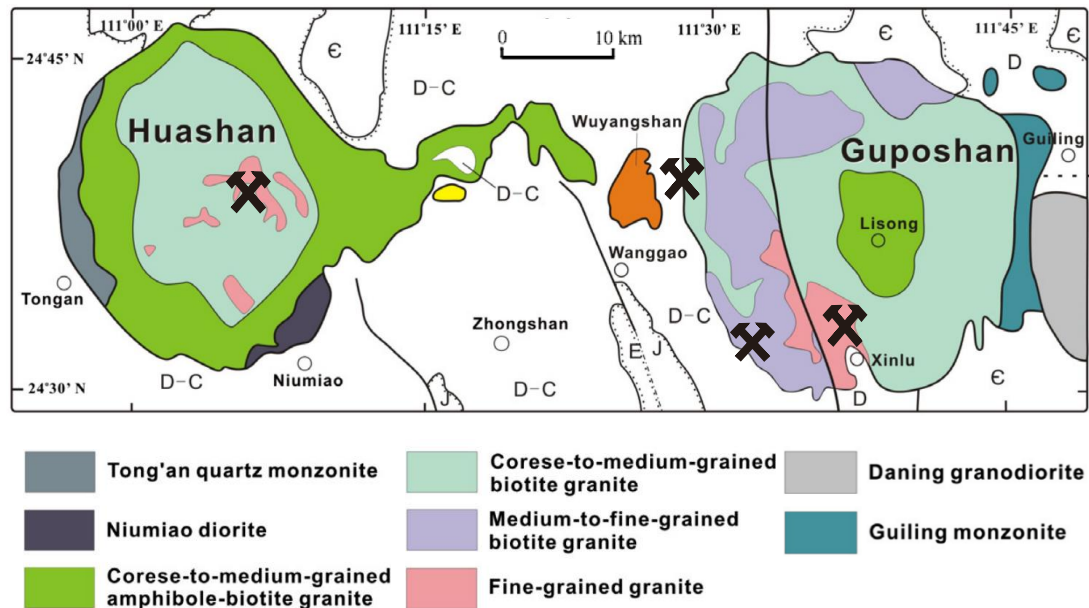 111°00′ E
111°15′ E
111°30′ E
111°45′ E
24°45′ N
0 10 km
Є
Є
Є
D
D–C
Huashan
Wuyangshan
Guposhan
Guiling
D–C
Lisong
Wanggao
Tongan
D–C
Zhongshan
E
J
Xinlu
D–C
Niumiao
D–C
Є
24°30′ N
J
D
Tong'an quartz monzonite
Niumiao diorite
Corese-to-medium-grained
amphibole-biotite granite
Corese-to-medium-grained
biotite granite
Medium-to-fine-grained
biotite granite
Fine-grained granite
Daning granodiorite
Guiling monzonite